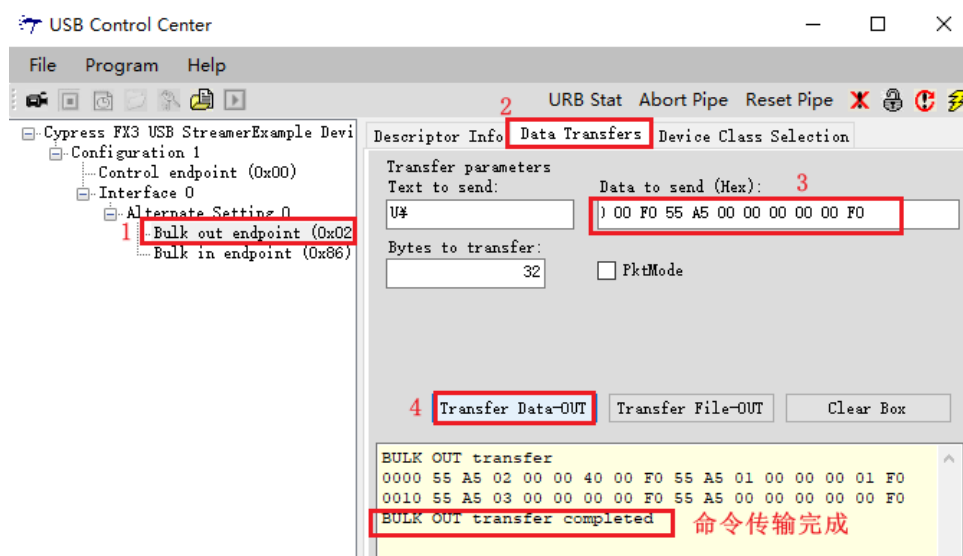 USB Control Center
File Program Help
URB Stat Abort Pipe Reset Pipe
2
Cypress FX3 USB StreamerExample Devi
Configuration 1
Control endpoint (0x00)
Interface 0
Alternate Setting 0
1 Bulk out endpoint (0x02
Bulk in endpoint (0x86)
Descriptor Info Data Transfers Device Class Selection
Transfer parameters
Text to send: Data to send (Hex): 3
U¥ ) 00 F0 55 A5 00 00 00 00 00 F0
Bytes to transfer:
32 PktMode
4 Transfer Data-OUT Transfer File-OUT Clear Box
BULK OUT transfer
0000 55 A5 02 00 00 40 00 F0 55 A5 01 00 00 00 01 F0
0010 55 A5 03 00 00 00 00 F0 55 A5 00 00 00 00 00 F0
BULK OUT transfer completed 命令传输完成